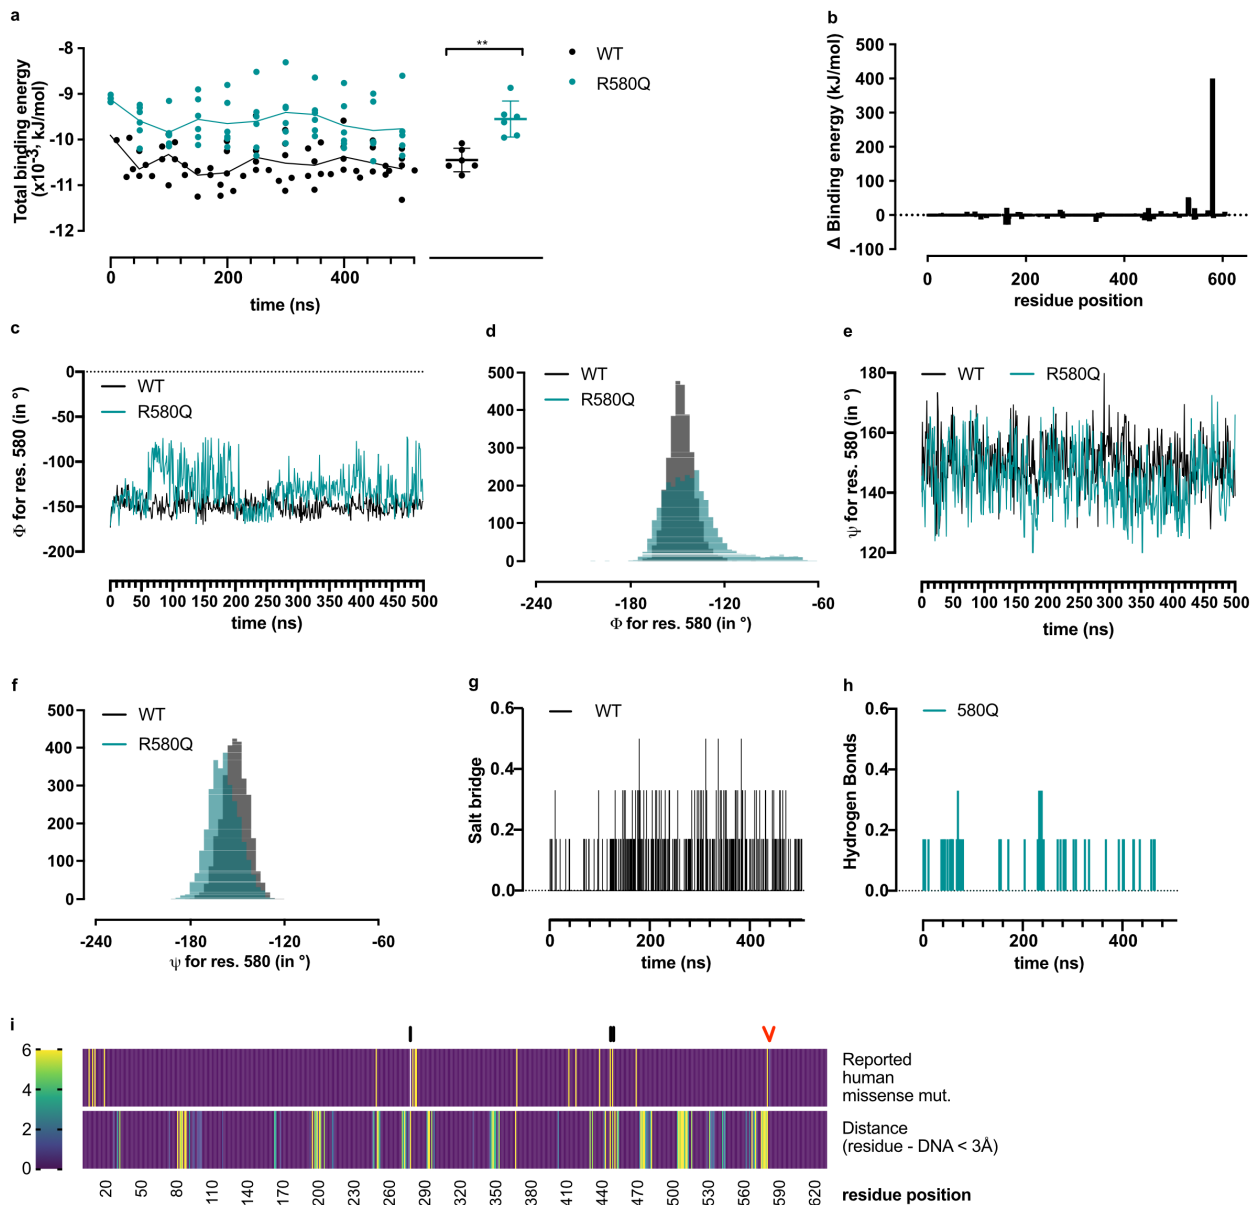 a
-8
-9
-10
-11
-12
Total binding energy
(x10-3, kJ/mol)
0
200
400
time (ns)
**
WT
R580Q
b
500
400
300
200
100
0
-100
Δ Binding energy (kJ/mol)
0
200
400
600
residue position
c
0
-50
-100
-150
-200
Φ for res. 580 (in °)
WT
R580Q
0 50 100 150 200 250 300 350 400 450 500
time (ns)
d
500
400
300
200
100
0
WT
R580Q
-240 -180 -120 -60
Φ for res. 580 (in °)
e
180
160
140
120
ψ for res. 580 (in °)
WT
R580Q
0 50 100 150 200 250 300 350 400 450 500
time (ns)
f
500
400
300
200
100
0
WT
R580Q
-240 -180 -120 -60
ψ for res. 580 (in °)
g
0.6
0.4
0.2
0.0
Salt bridge
WT
0 200 400
time (ns)
h
0.6
0.4
0.2
0.0
Hydrogen Bonds
580Q
0 200 400
time (ns)
i
6
4
2
0
Reported
human
missense mut.
Distance
(residue - DNA < 3Å)
20 50 80 110 140 170 200 230 260 290 320 350 380 410 440 470 500 530 560 590 620
residue position